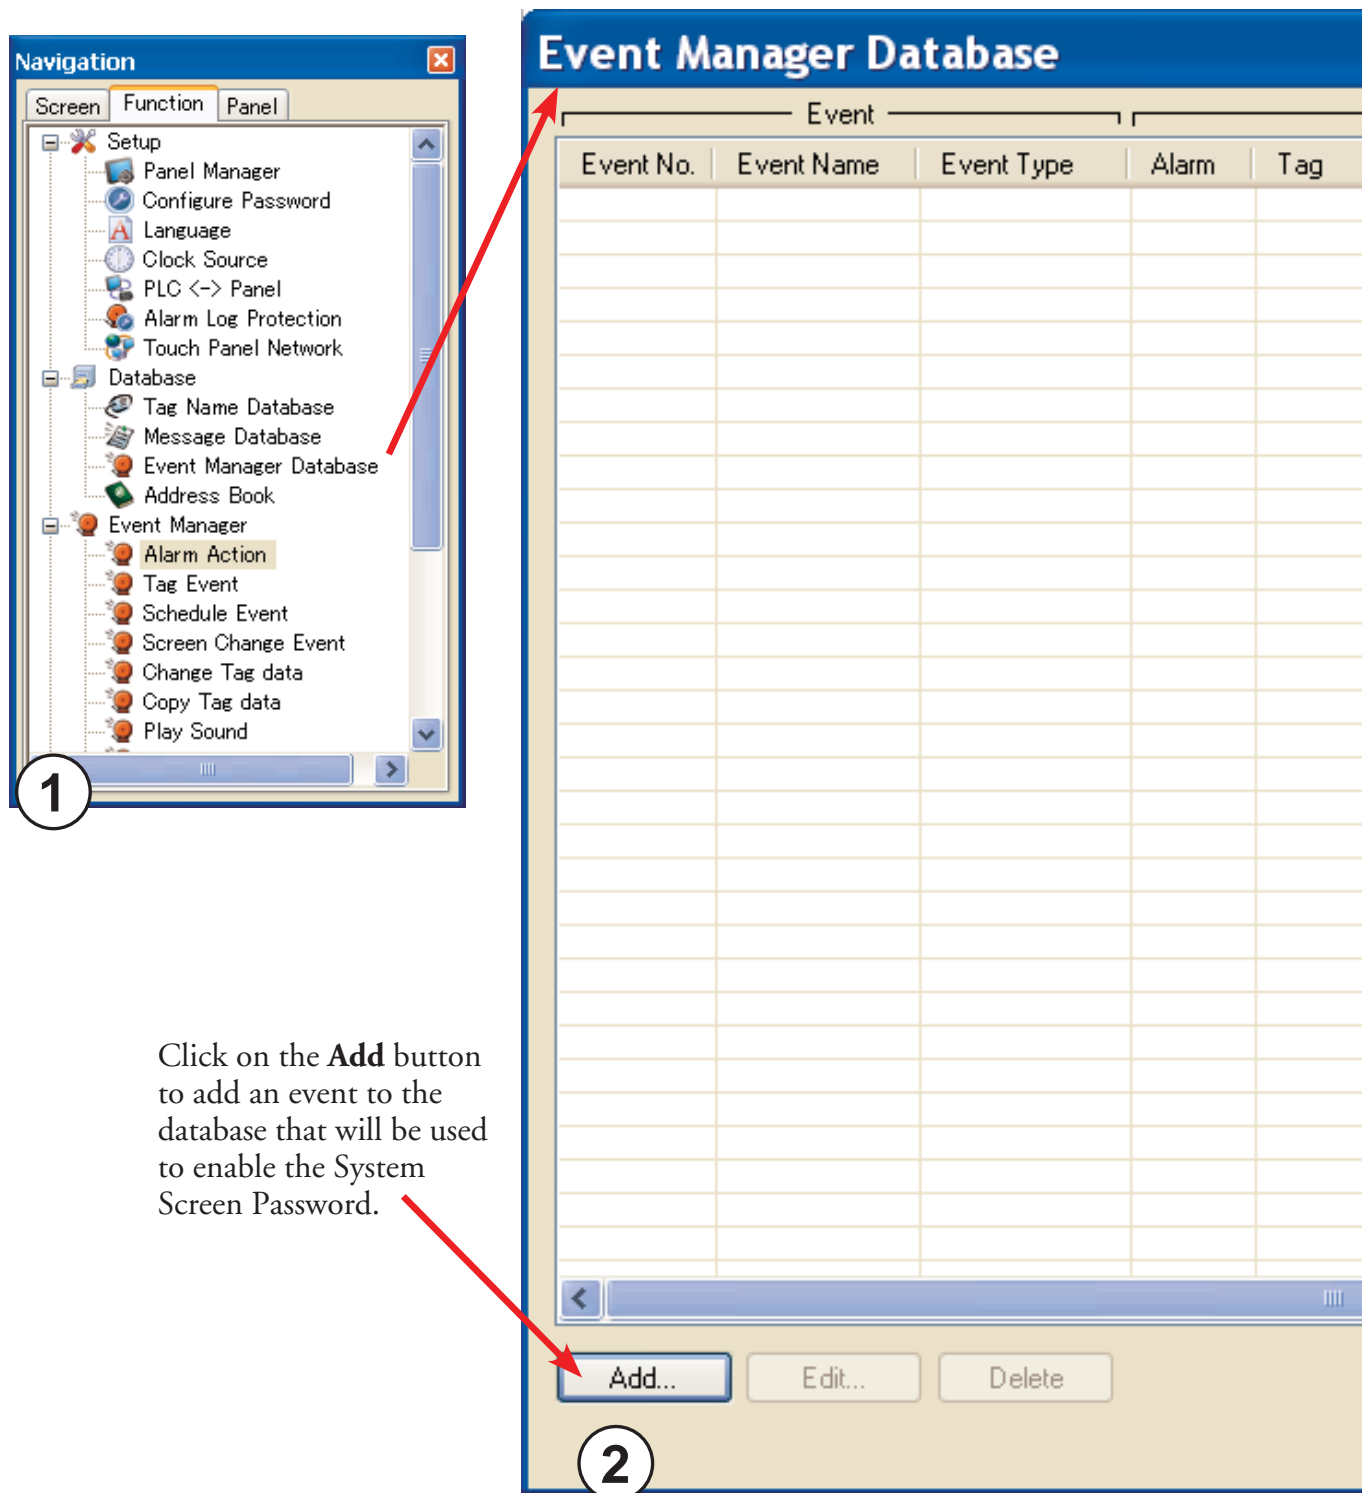 Navigation
Screen Function Panel
Setup
Panel Manager
Configure Password
Language
Clock Source
PLC <-> Panel
Alarm Log Protection
Touch Panel Network
Database
Tag Name Database
Message Database
Event Manager Database
Address Book
Event Manager
Alarm Action
Tag Event
Schedule Event
Screen Change Event
Change Tag data
Copy Tag data
Play Sound
1
Event Manager Database
Event
Event No. Event Name Event Type Alarm Tag
Click on the Add button
to add an event to the
database that will be used
to enable the System
Screen Password.
Add... Edit... Delete
2